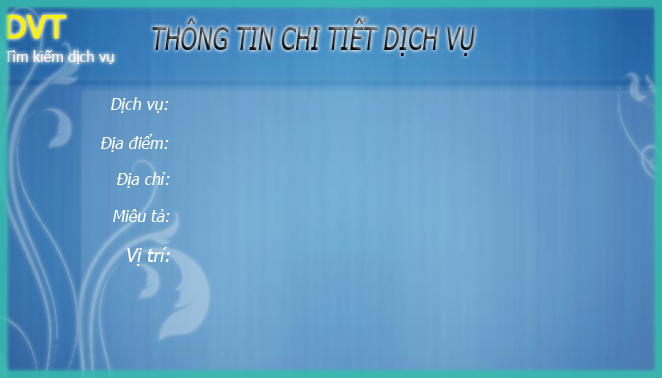 DVT
Tìm kiếm dịch vụ
THÔNG TIN CHI TIẾT DỊCH VỤ
Dịch vụ:
Địa điểm:
Địa chỉ:
Miêu tả:
Vị trí: